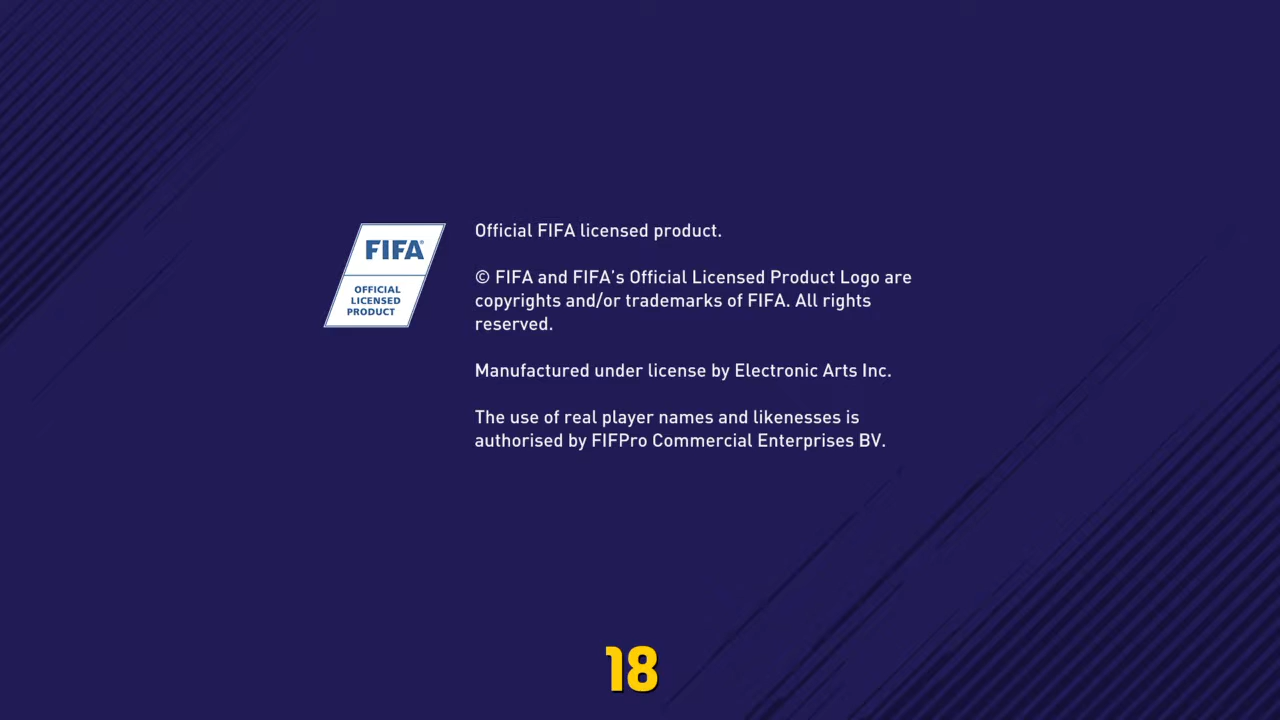 FIFA®
OFFICIAL
LICENSED
PRODUCT
Official FIFA licensed product.
© FIFA and FIFA's Official Licensed Product Logo are
copyrights and/or trademarks of FIFA. All rights
reserved.
Manufactured under license by Electronic Arts Inc.
The use of real player names and likenesses is
authorised by FIFPro Commercial Enterprises BV.
18